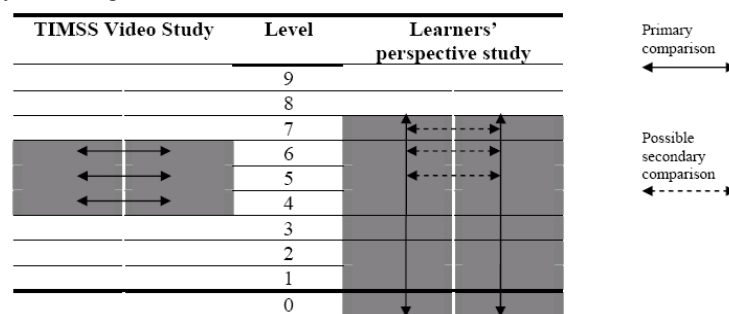 TIMSS Video Study Level Learners'
perspective study
9
8
7
6
5
4
3
2
1
0
Primary
comparison
Possible
secondary
comparison